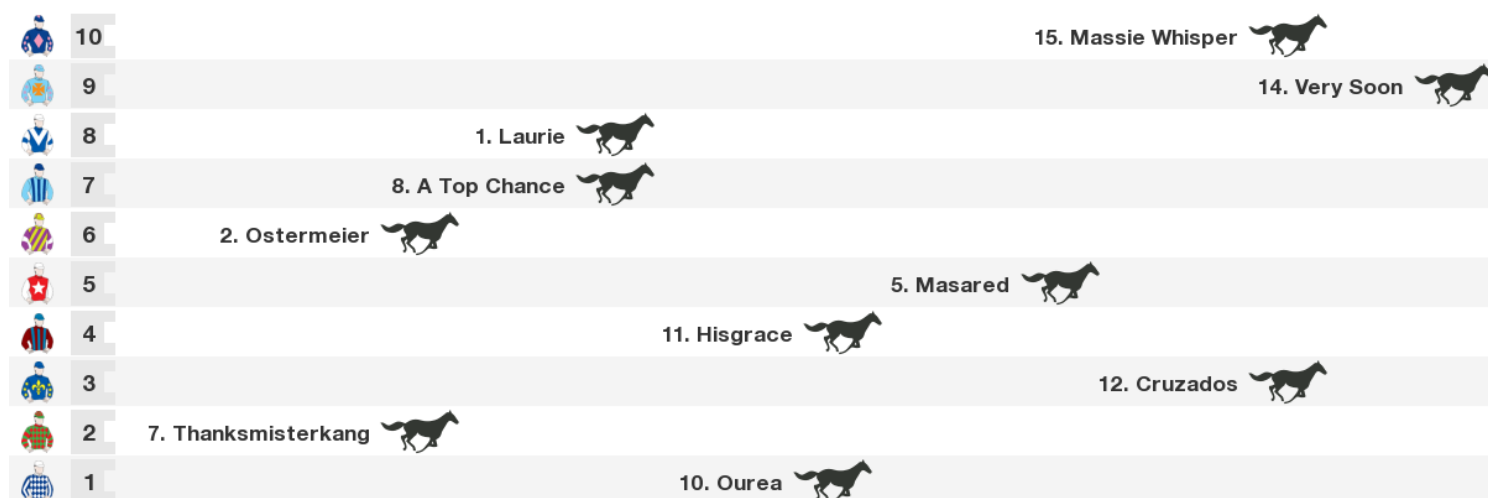 10 15. Massie Whisper
9 14. Very Soon
8 1. Laurie
7 8. A Top Chance
6 2. Ostermeier
5 5. Masared
4 11. Hisgrace
3 12. Cruzados
2 7. Thanksmisterkang
1 10. Ourea